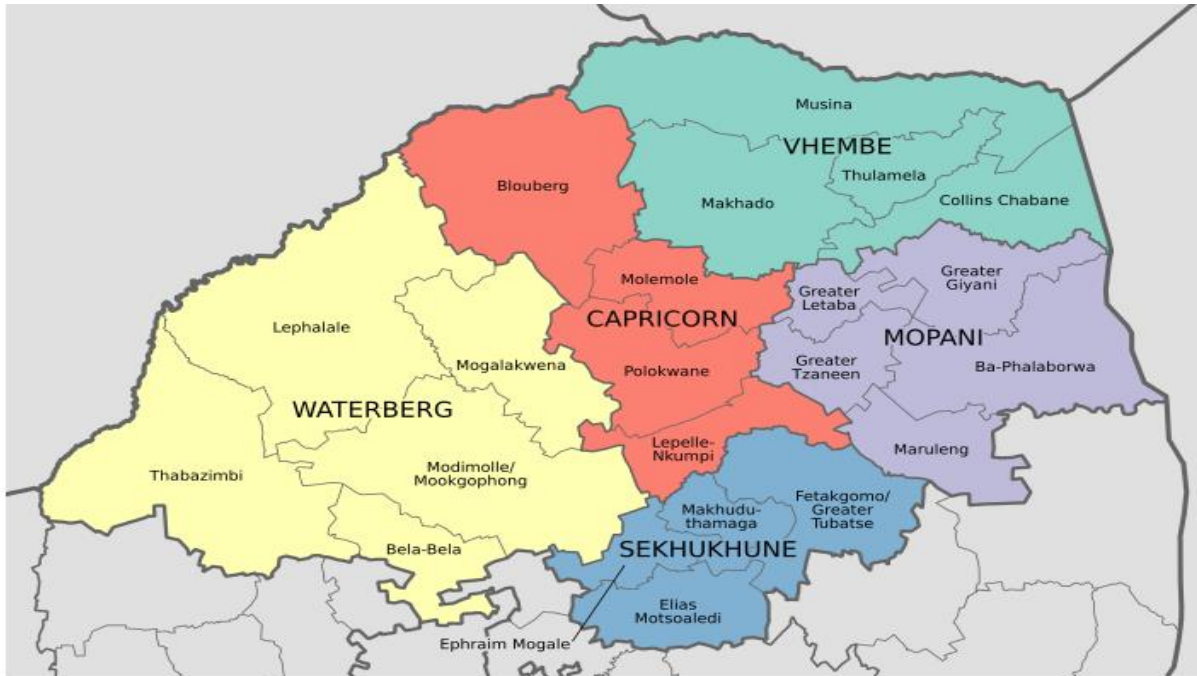 Musina
VHEMBE
Thulamela
Blouberg
Makhado
Collins Chabane
Molemole
Greater
Giyani
Greater
Letaba
CAPRICORN
Lephalale
MOPANI
Mogalakwena
Polokwane
Greater
Tzaneen
Ba-Phalaborwa
WATERBERG
Lepelle-
Nkumpi
Maruleng
Thabazimbi
Modimolle/
Mookgophong
Fetakgomo/
Greater
Tubatse
Makhudu-
thamaga
Bela-Bela
SEKHUKHUNE
Elias
Motsoaledi
Ephraim Mogale